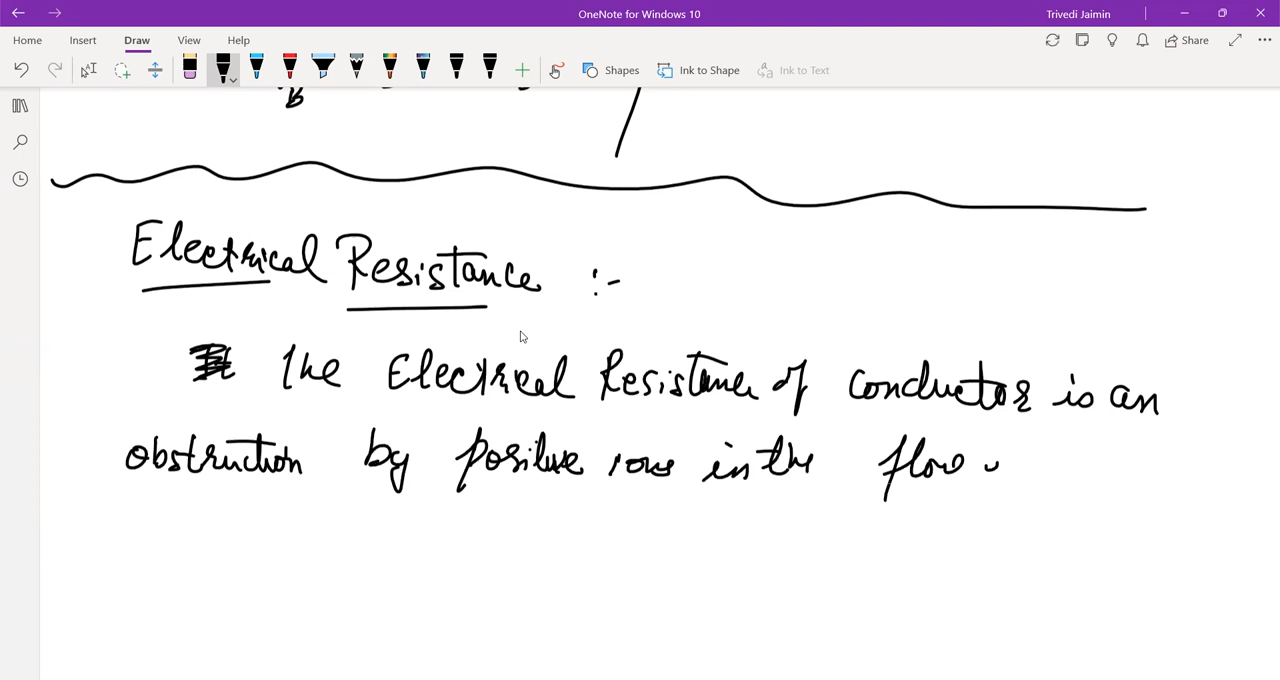 OneNote for Windows 10
Trivedi Jaimin
Home Insert Draw View Help
Share
Shapes Ink to Shape Ink to Text
B
Electrical Resistance :-
The Electrical Resistance of conductor is an
obstruction by positive ions in the flow